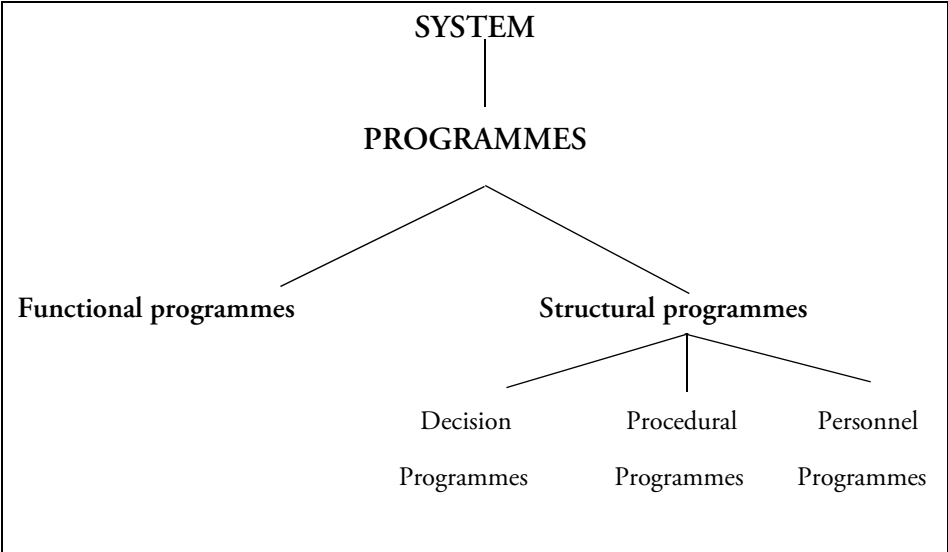 SYSTEM
PROGRAMMES
Functional programmes
Structural programmes
Decision
Procedural
Personnel
Programmes
Programmes
Programmes